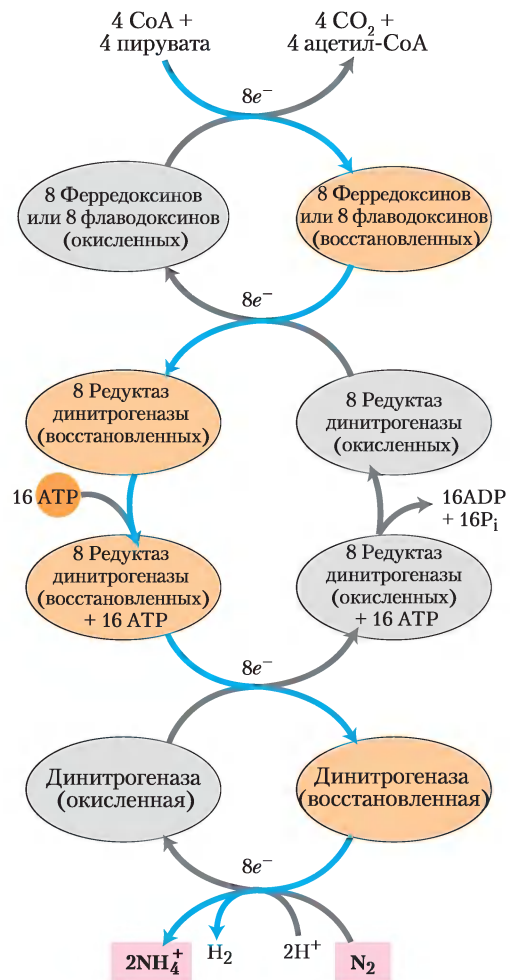 4 CoA +
4 пирувата
4 CO₂ +
4 ацетил-CoA
8e⁻
8 Ферредоксинов
или 8 флаводоксинов
(окисленных)
8 Ферредоксинов
или 8 флаводоксинов
(восстановленных)
8e⁻
8 Редуктаз
динитрогеназы
(восстановленных)
8 Редуктаз
динитрогеназы
(окисленных)
16 ATP
16ADP
+ 16Pᵢ
8 Редуктаз
динитрогеназы
(восстановленных)
+ 16 ATP
8 Редуктаз
динитрогеназы
(окисленных)
+ 16 ATP
8e⁻
Динитрогеназа
(окисленная)
Динитрогеназа
(восстановленная)
8e⁻
2NH₄⁺
H₂
2H⁺
N₂